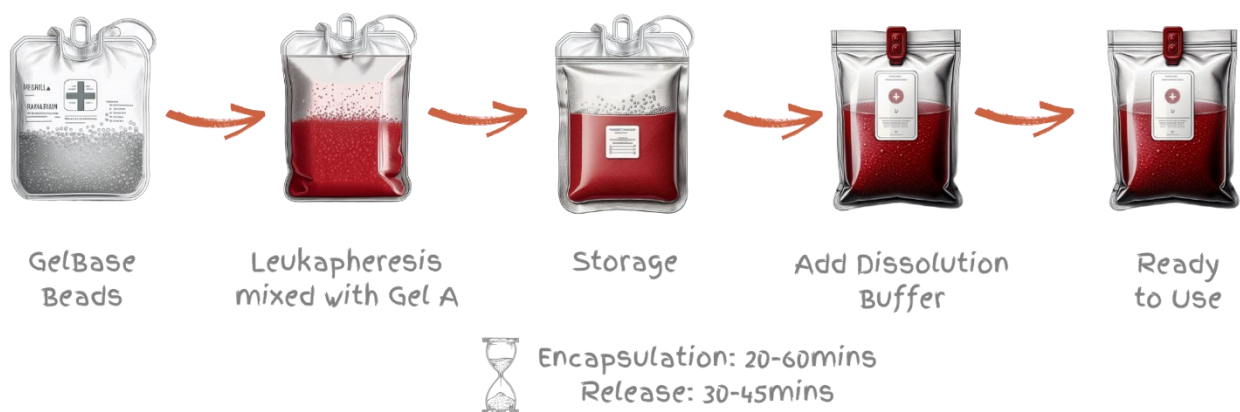 GelBase
Beads
Leukapheresis
mixed with Gel A
Storage
Add Dissolution
Buffer
Ready
to Use
Encapsulation: 20-60mins
Release: 30-45mins